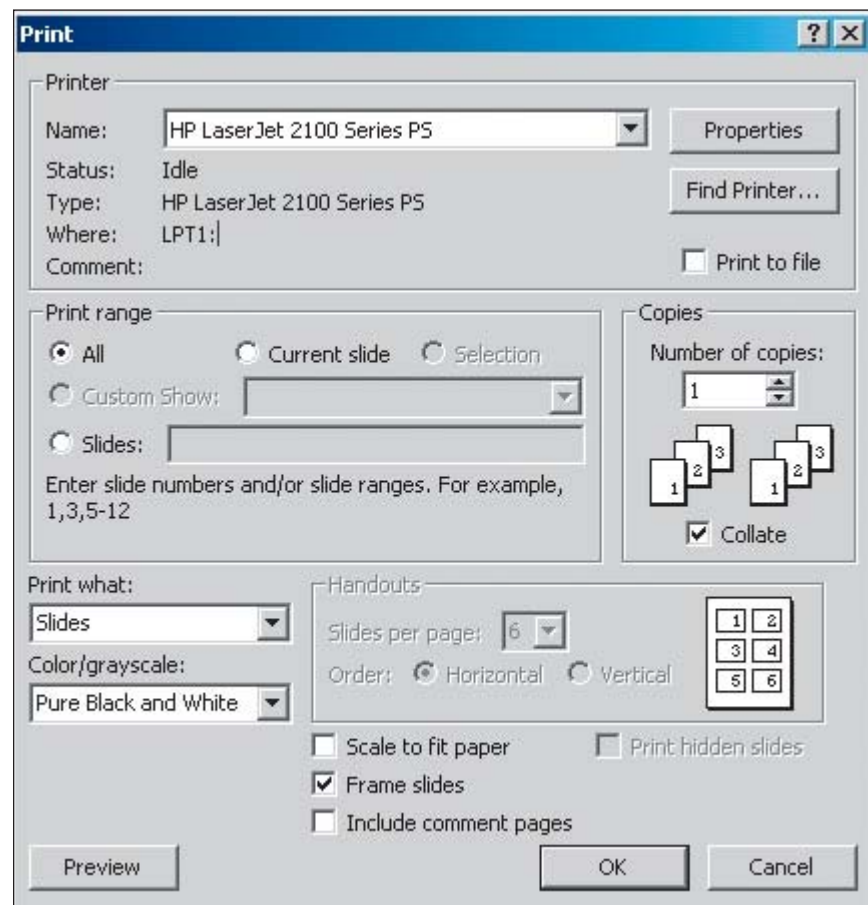 Print
Printer
Name: HP LaserJet 2100 Series PS Properties
Status: Idle
Type: HP LaserJet 2100 Series PS Find Printer...
Where: LPT1:
Comment: Print to file
Print range
All Current slide Selection
Custom Show:
Slides:
Enter slide numbers and/or slide ranges. For example,
1,3,5-12
Copies
Number of copies:
1
1 2 3 1 2 3
Collate
Print what:
Slides
Color/grayscale:
Pure Black and White
Handouts
Slides per page: 6
Order: Horizontal Vertical
1 2
3 4
5 6
Scale to fit paper Print hidden slides
Frame slides
Include comment pages
Preview OK Cancel